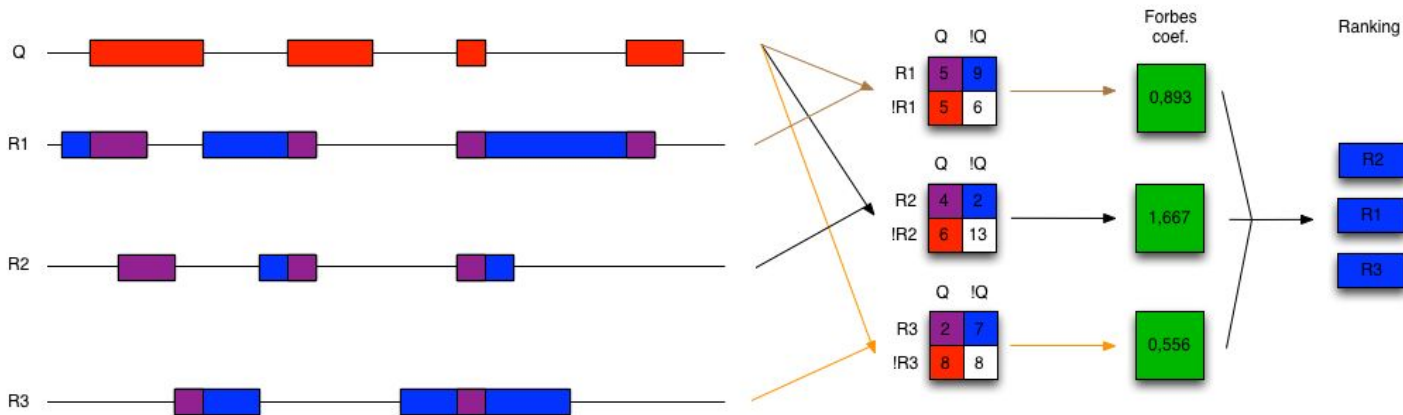 Q
R1
R2
R3
Q !Q
R1 5 9
!R1 5 6
Q !Q
R2 4 2
!R2 6 13
Q !Q
R3 2 7
!R3 8 8
Forbes
coef.
0,893
1,667
0,556
Ranking
R2
R1
R3